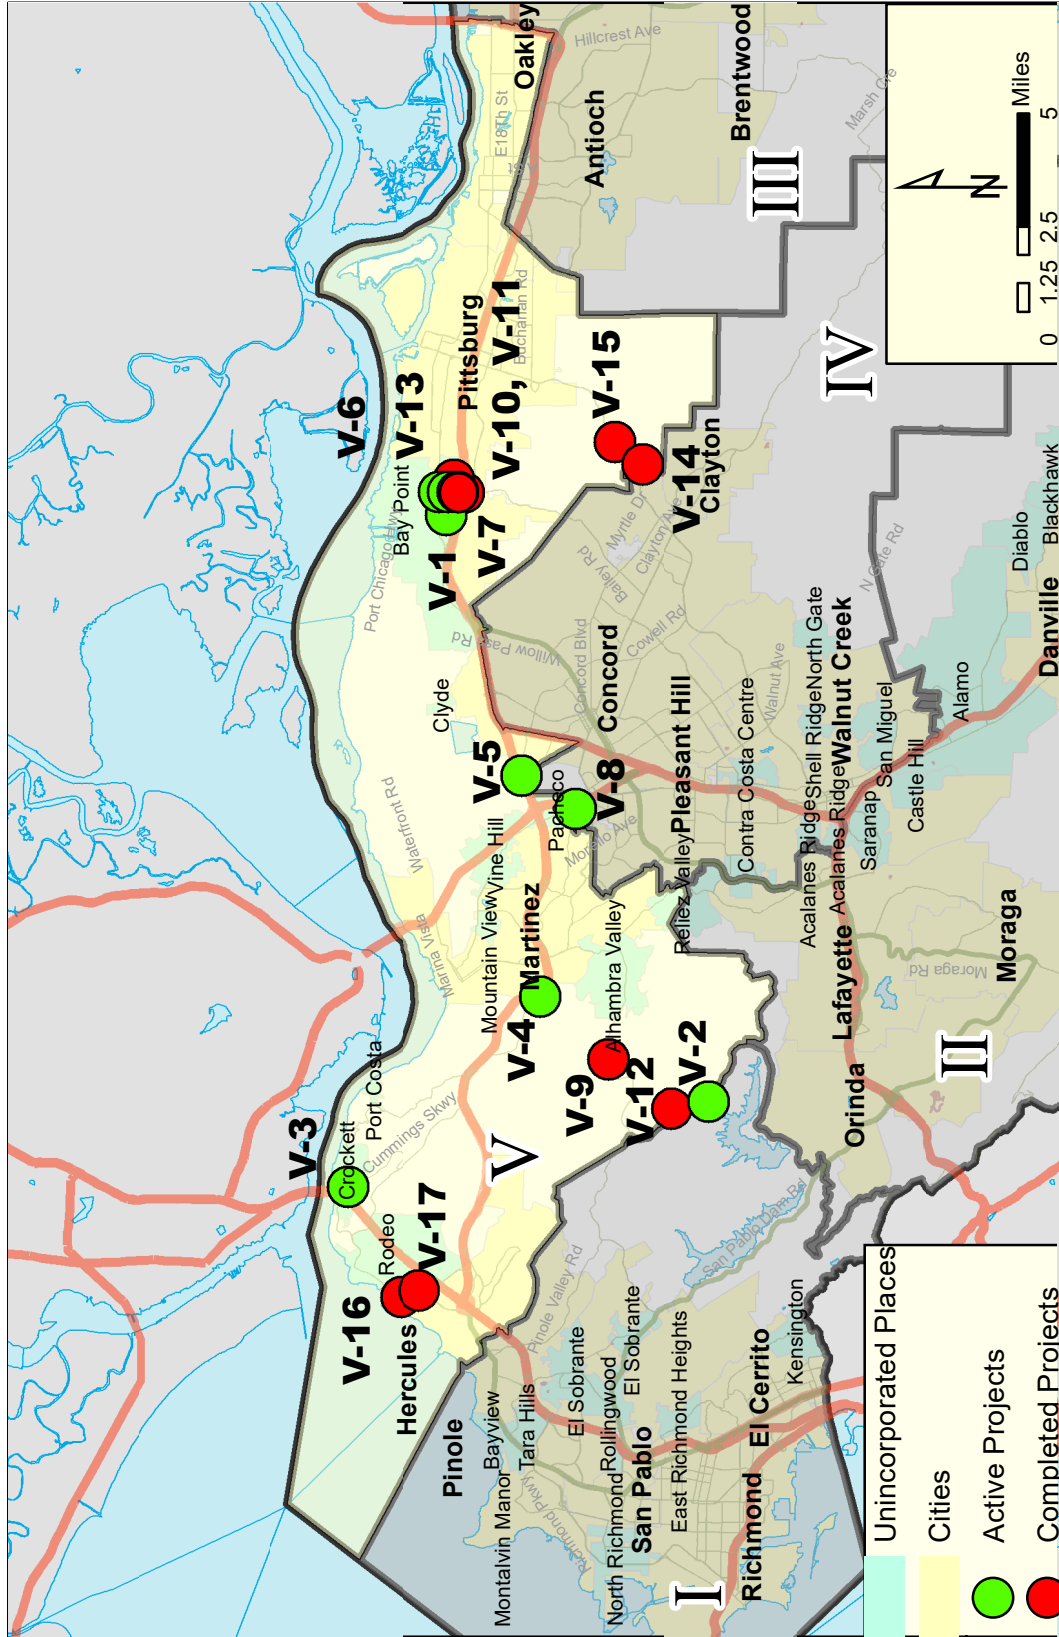 V-3
Crockett
Port Costa
Cummings Skwy
Rodeo
V-16
V-17
Hercules
Pinole
Bayview
Montalvin Manor
Tara Hills
Pinole Valley Rd
El Sobrante
El Sobrante
Rollingwood
North Richmond
Richmond Pkwy
San Pablo
East Richmond Heights
Richmond
El Cerrito
Kensington
San Pablo Dam Rd
I
V
V-4
Martinez
Mountain View
Vine Hill
Marina Vista
Waterfront Rd
V-9
Alhambra Valley
V-12
V-2
V-5
Pacheco
V-8
Morello Ave
Clyde
Reliez Valley
Pleasant Hill
Concord
Concord Blvd
Willow Pass Rd
Cowell Rd
Bailey Rd
Myrtle Dr
Clayton Ave
Contra Costa Centre
Walnut Ave
Acalanes Ridge
Shell Ridge
North Gate
Acalanes Ridge
Walnut Creek
Saranap
San Miguel
Castle Hill
Alamo
N Gate Rd
Diablo
Blackhawk
Danville
Lafayette
Orinda
Moraga
Moraga Rd
II
V-6
V-13
Bay Point
Port Chicago Hwy
V-1
V-7
V-10, V-11
Pittsburg
Buchanan Rd
V-15
V-14
Clayton
IV
III
Antioch
Oakley
Brentwood
E18Th St
Hillcrest Ave
Marsh Cre
N
0 1.25 2.5 5
Miles
Unincorporated Places
Cities
Active Projects
Completed Projects